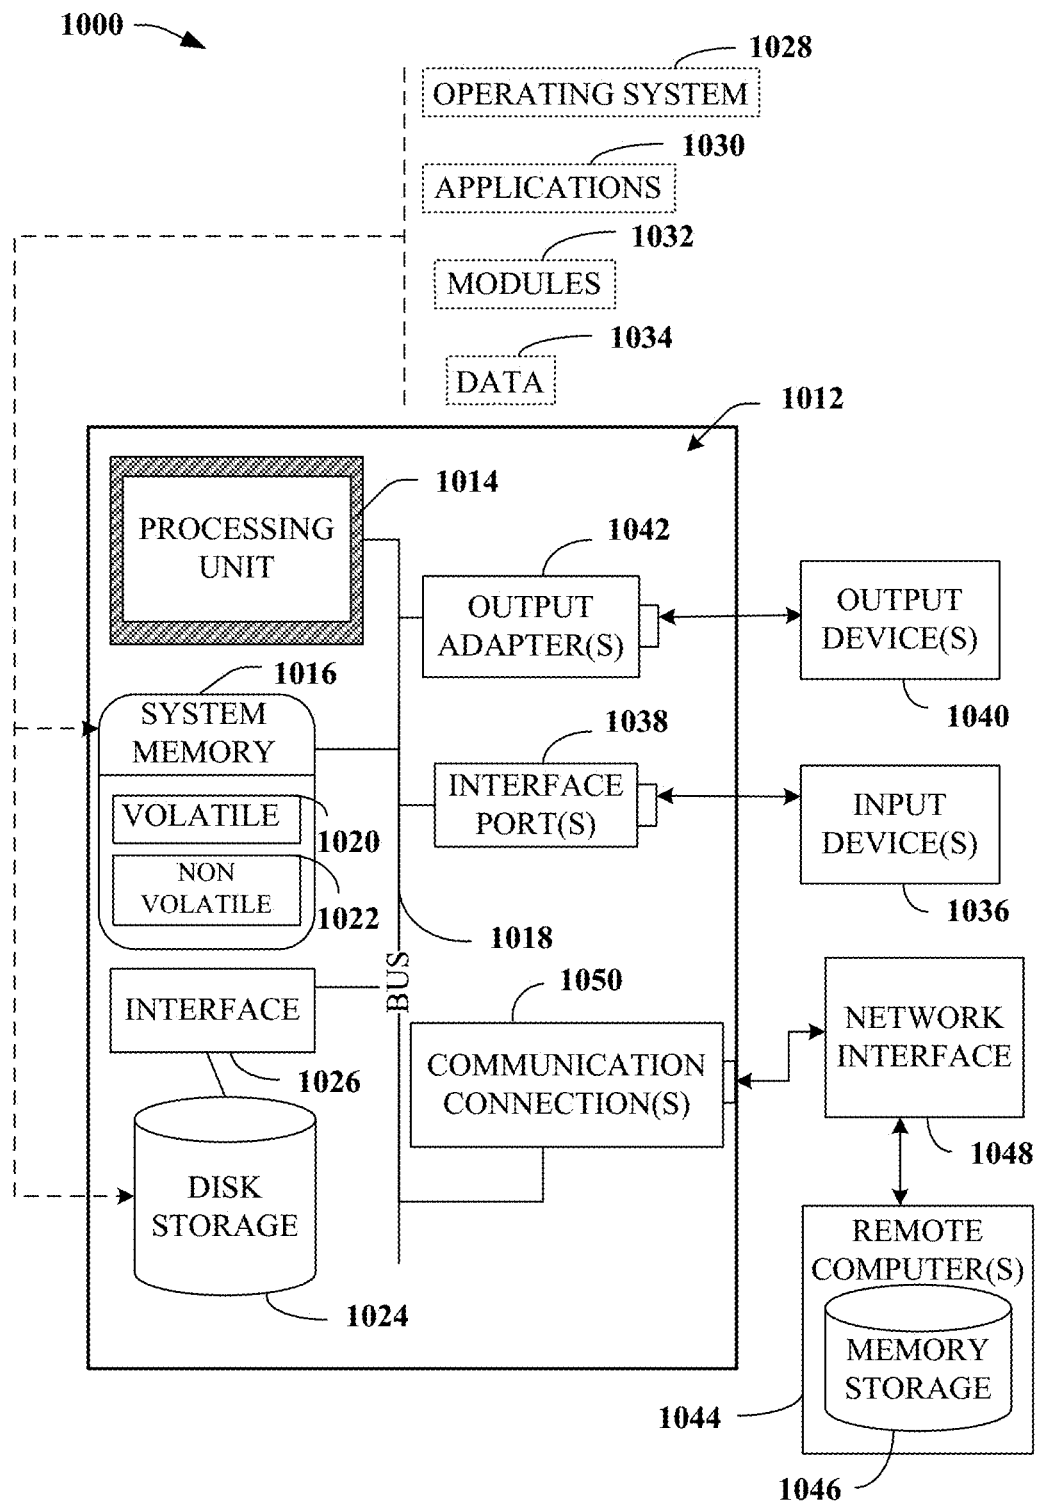 1000
1028
OPERATING SYSTEM
1030
APPLICATIONS
1032
MODULES
1034
DATA
1012
1014
PROCESSING
UNIT
1042
OUTPUT
ADAPTER(S)
OUTPUT
DEVICE(S)
1040
1016
SYSTEM
MEMORY
1038
INTERFACE
PORT(S)
INPUT
DEVICE(S)
1036
VOLATILE
1020
NON
VOLATILE
1022
1018
BUS
INTERFACE
1026
1050
COMMUNICATION
CONNECTION(S)
NETWORK
INTERFACE
1048
DISK
STORAGE
1024
REMOTE
COMPUTER(S)
MEMORY
STORAGE
1044
1046